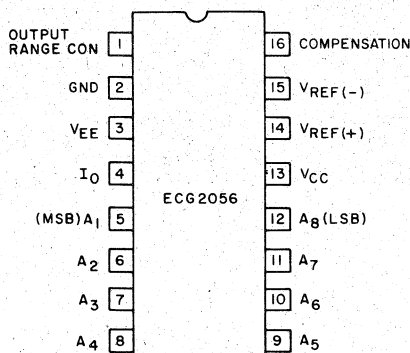 OUTPUT
RANGE CON 1
GND 2
VEE 3
IO 4
(MSB)A1 5
A2 6
A3 7
A4 8
ECG2056
16 COMPENSATION
15 VREF(-)
14 VREF(+)
13 VCC
12 A8(LSB)
11 A7
10 A6
9 A5